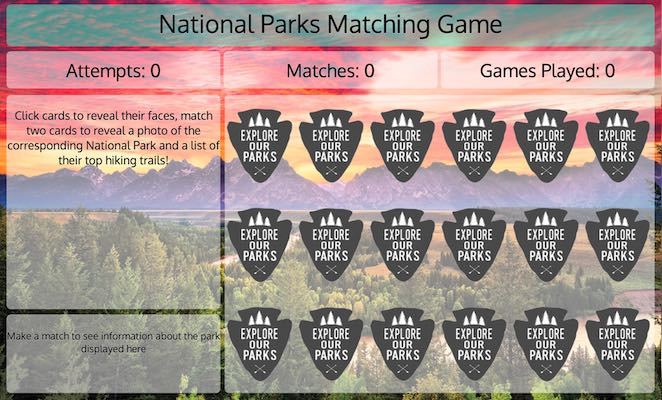 National Parks Matching Game
Attempts: 0
Matches: 0
Games Played: 0
Click cards to reveal their faces, match
two cards to reveal a photo of the
corresponding National Park and a list of
their top hiking trails!
EXPLORE
OUR
PARKS
EXPLORE
OUR
PARKS
EXPLORE
OUR
PARKS
EXPLORE
OUR
PARKS
EXPLORE
OUR
PARKS
EXPLORE
OUR
PARKS
EXPLORE
OUR
PARKS
EXPLORE
OUR
PARKS
EXPLORE
OUR
PARKS
EXPLORE
OUR
PARKS
EXPLORE
OUR
PARKS
EXPLORE
OUR
PARKS
Make a match to see information about the park
displayed here
EXPLORE
OUR
PARKS
EXPLORE
OUR
PARKS
EXPLORE
OUR
PARKS
EXPLORE
OUR
PARKS
EXPLORE
OUR
PARKS
EXPLORE
OUR
PARKS